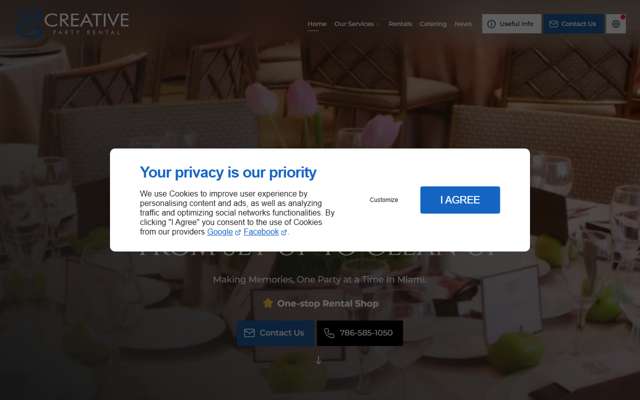 CREATIVE
PARTY RENTAL
Home
Our Services
Rentals
Catering
News
Useful Info
Contact Us
Your privacy is our priority
We use Cookies to improve user experience by
personalising content and ads, as well as analyzing
traffic and optimizing social networks functionalities. By
clicking "I Agree" you consent to the use of Cookies
from our providers Google Facebook .
Customize
I AGREE
Making Memories, One Party at a Time in Miami.
One-stop Rental Shop
Contact Us
786-585-1050